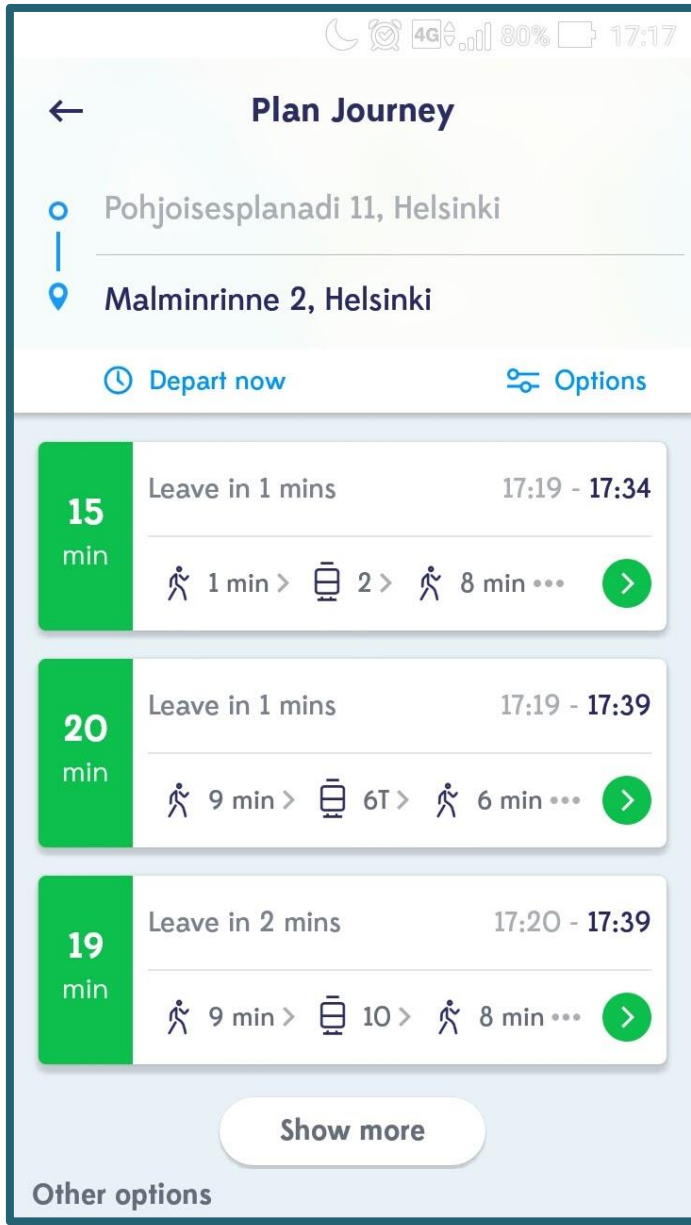 4G 80% 17:17
Plan Journey
Pohjoisesplanadi 11, Helsinki
Malminrinne 2, Helsinki
Depart now Options
15 min
Leave in 1 mins 17:19 - 17:34
1 min > 2 > 8 min •••
20 min
Leave in 1 mins 17:19 - 17:39
9 min > 6T > 6 min •••
19 min
Leave in 2 mins 17:20 - 17:39
9 min > 10 > 8 min •••
Show more
Other options